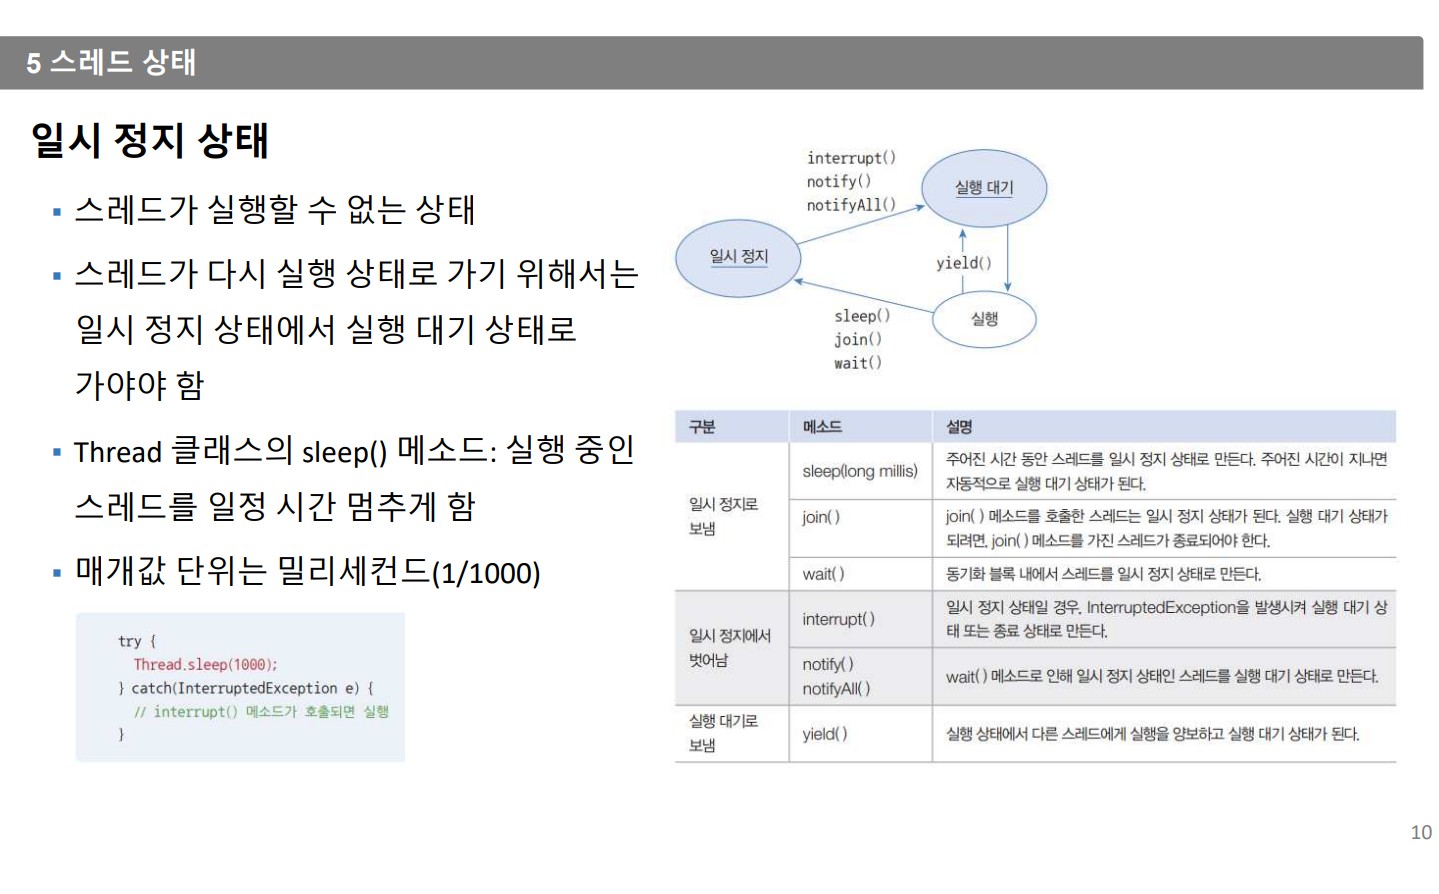 5 스레드 상태
일시 정지 상태
▪ 스레드가 실행할 수 없는 상태
▪ 스레드가 다시 실행 상태로 가기 위해서는
일시 정지 상태에서 실행 대기 상태로
가야야 함
▪ Thread 클래스의 sleep() 메소드: 실행 중인
스레드를 일정 시간 멈추게 함
▪ 매개값 단위는 밀리세컨드(1/1000)
try {
Thread.sleep(1000);
} catch(InterruptedException e) {
// interrupt() 메소드가 호출되면 실행
}
interrupt()
notify()
notifyAll()
실행 대기
일시 정지
yield()
실행
sleep()
join()
wait()
구분 메소드 설명
일시 정지로
보냄
sleep(long millis)
주어진 시간 동안 스레드를 일시 정지 상태로 만든다. 주어진 시간이 지나면
자동적으로 실행 대기 상태가 된다.
join( )
join( ) 메소드를 호출한 스레드는 일시 정지 상태가 된다. 실행 대기 상태가
되려면, join( ) 메소드를 가진 스레드가 종료되어야 한다.
wait( )
동기화 블록 내에서 스레드를 일시 정지 상태로 만든다.
일시 정지에서
벗어남
interrupt( )
일시 정지 상태일 경우, InterruptedException을 발생시켜 실행 대기 상
태 또는 종료 상태로 만든다.
notify( )
notifyAll( )
wait( ) 메소드로 인해 일시 정지 상태인 스레드를 실행 대기 상태로 만든다.
실행 대기로
보냄
yield( )
실행 상태에서 다른 스레드에게 실행을 양보하고 실행 대기 상태가 된다.
10